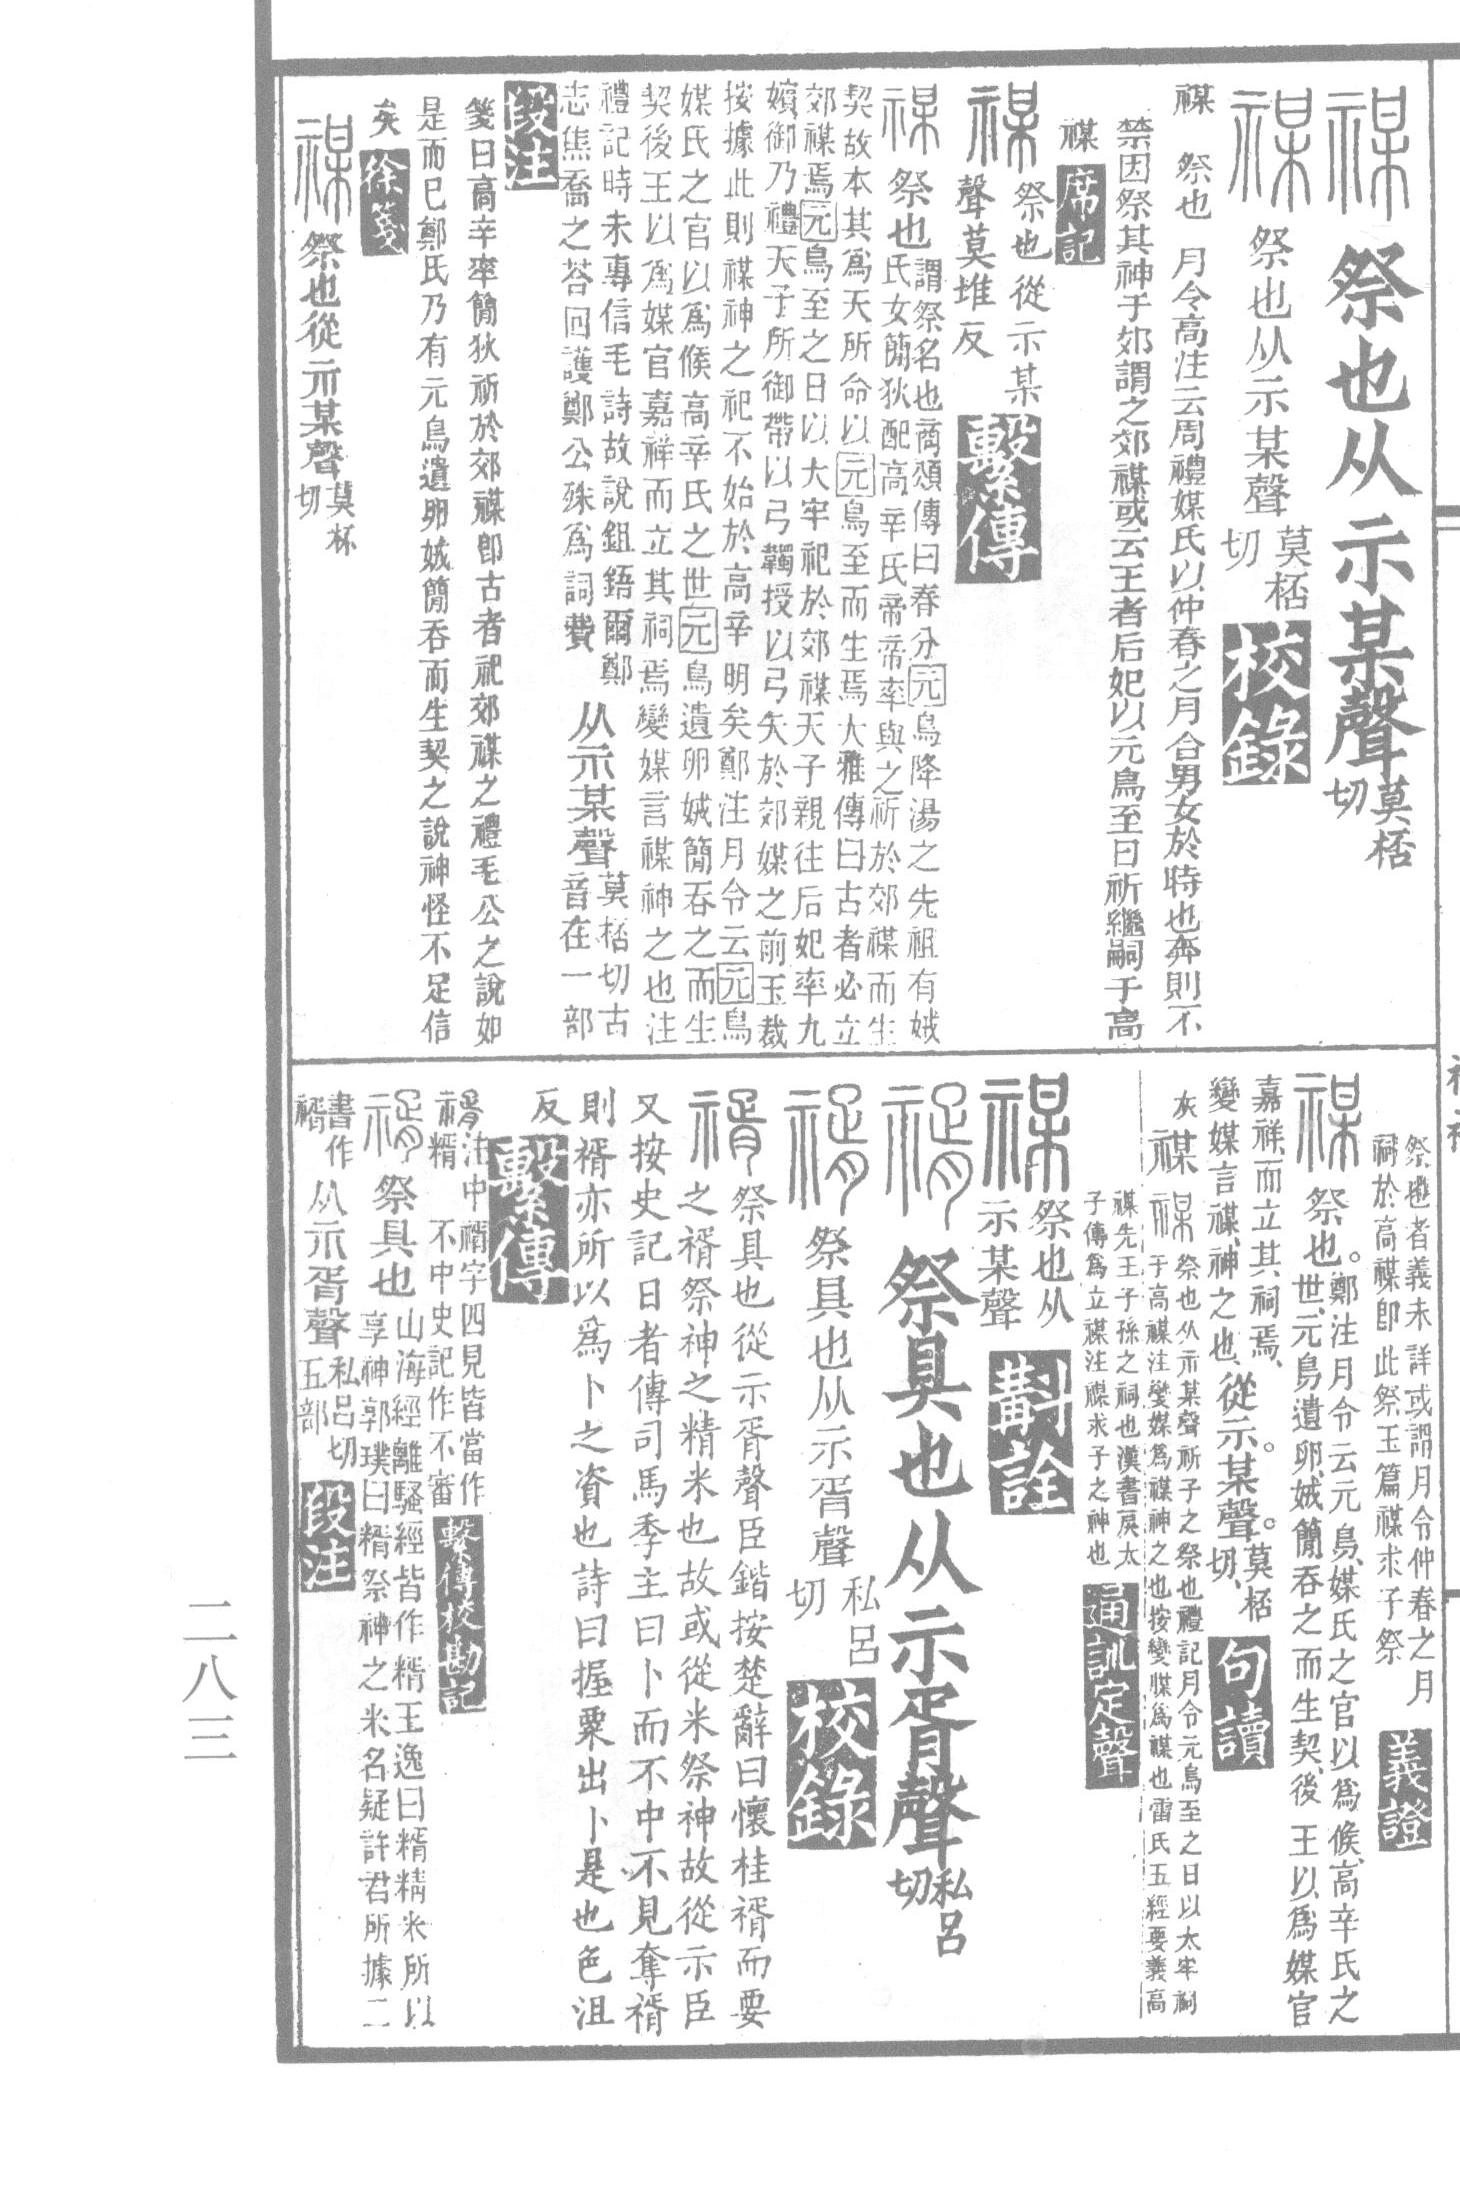 禖祭也从示某聲莫桮切
禖祭也从示某聲莫桮切 校錄
禖 祭也 月令高注云周禮媒氏以仲春之月合男女於時也奔則不
禁因祭其神于郊謂之郊禖或云王者后妃以元鳥至日祈繼嗣于高
禖 席記
禖祭也從示某聲莫堆反 繫傳
禖祭也謂祭名也商頌傳曰春分元鳥降湯之先祖有娀
氏女簡狄配高辛氏帝帝率與之祈於郊禖而生
契故本其爲天所命以元鳥至而生焉大雅傳曰古者必立
郊禖焉元鳥至之日以大牢祀於郊禖天子親往后妃率九
嬪御乃禮天子所御帶以弓韣授以弓矢於郊媒之前玉裁
按據此則禖神之祀不始於高辛明矣鄭注月令云元鳥
媒氏之官以爲候高辛氏之世元鳥遺卵娀簡吞之而生
契後王以爲媒官嘉祥而立其祠焉變媒言禖神之也注
禮記時未專信毛詩故說鉏鋙爾鄭
志焦喬之荅回護鄭公殊爲詞費 从示某聲莫桮切古音在一部
段注
箋曰高辛率簡狄祈於郊禖卽古者祀郊禖之禮毛公之說如
是而已鄭氏乃有元鳥遺卵娀簡吞而生契之說神怪不足信
矣 徐箋
禖祭也從示某聲莫杯切
祭也者義未詳或謂月令仲春之月
祠於高禖卽此祭玉篇禖求子祭 義證
禖祭也。鄭注月令云元鳥媒氏之官以爲候高辛氏之
世元鳥遺卵娀簡吞之而生契後王以爲媒官
嘉祥而立其祠焉
變媒言禖神之也從示。某聲。莫桮切 句讀
灰
禖 禖祭也从示某聲祈子之祭也禮記月令元鳥至之日以太牢祠
于高禖注變媒爲禖神之也按變媒爲禖也雷氏五經要義高
禖先王子孫之祠也漢書戾太
子傳爲立禖注禖求子之神也 通訓定聲
禖祭也从示某聲 斠詮
祭具也从示胥聲私呂切
祭具也从示胥聲私呂切 校錄
祭具也從示胥聲臣鍇按楚辭曰懷桂糈而要
之糈祭神之精米也故或從米祭神故從示臣
又按史記日者傳司馬季主曰卜而不中不見奪糈
則糈亦所以爲卜之資也詩曰握粟出卜是也色沮
反 繫傳
注中字四見皆當作
糈 不中史記作不審 繫傳校勘記
祭具也山海經離騷經皆作糈王逸曰糈精米所以
享神郭璞曰糈祭神之米名疑許君所據二
書作 从示胥聲私呂切五部 段注
二八三